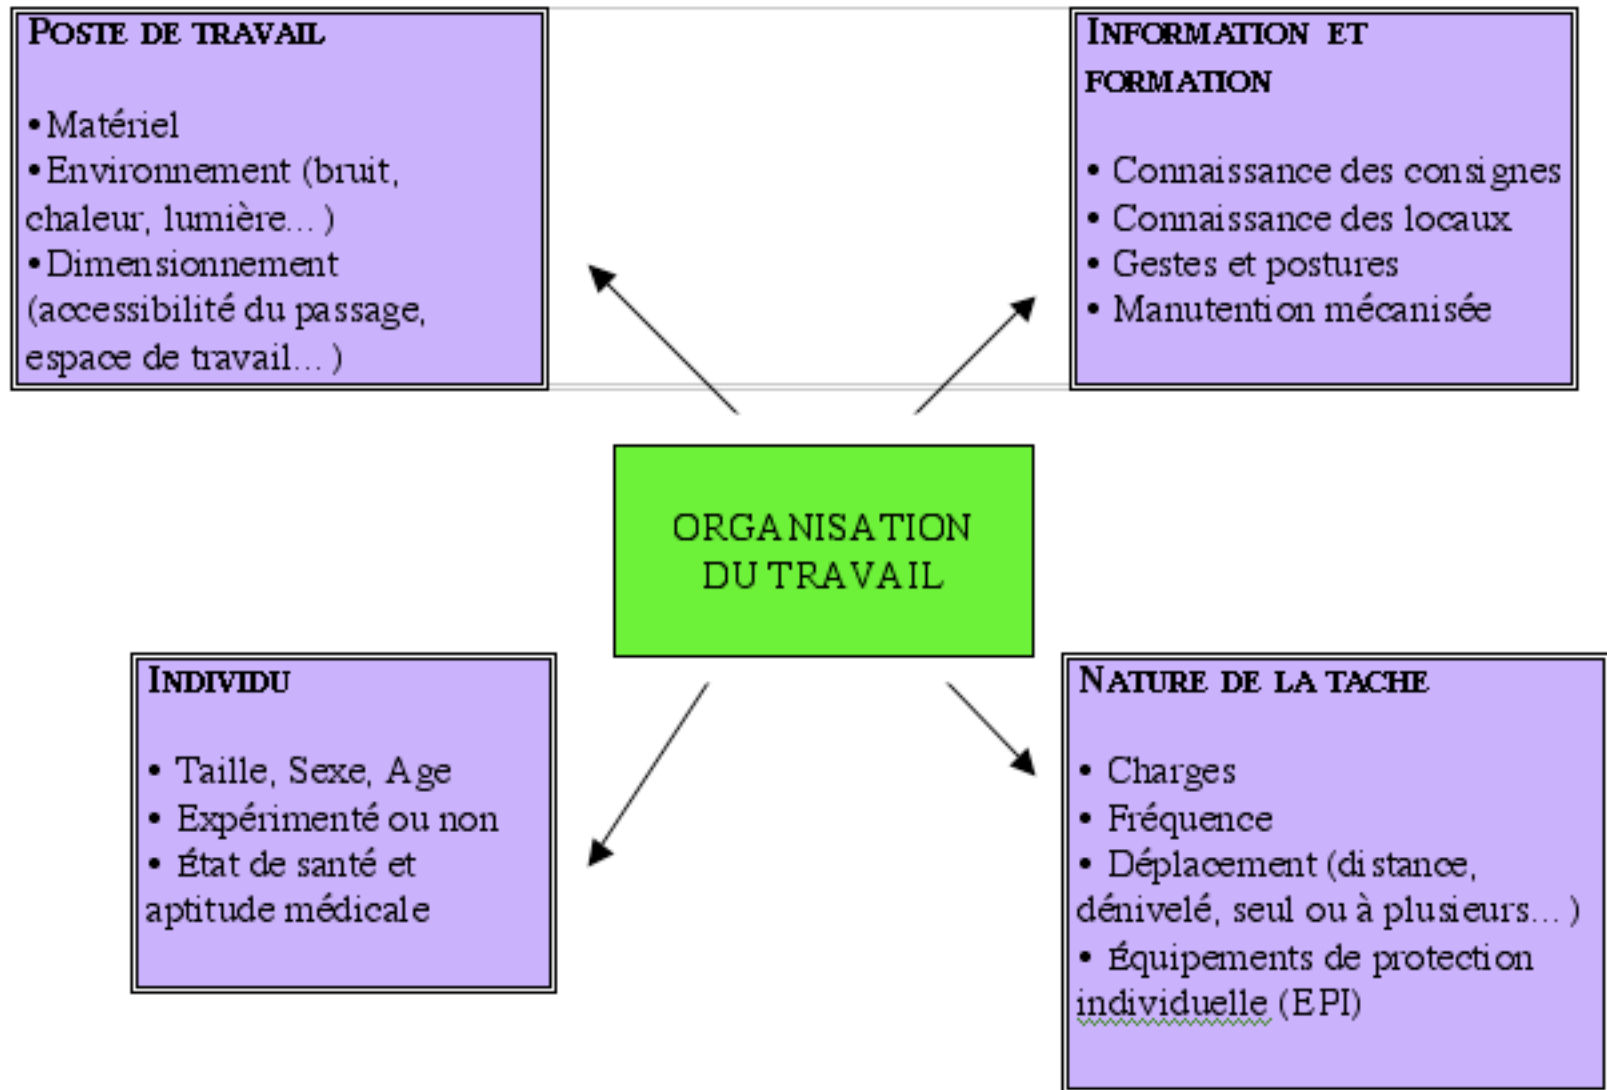 POSTE DE TRAVAIL
•Matériel
•Environnement (bruit,
chaleur, lumière...)
•Dimensionnement
(accessibilité du passage,
espace de travail...)
INFORMATION ET
FORMATION
• Connaissance des consignes
• Connaissance des locaux
• Gestes et postures
• Manutention mécanisée
ORGANISATION
DU TRAVAIL
INDIVIDU
• Taille, Sexe, Age
• Expérimenté ou non
• État de santé et
aptitude médicale
NATURE DE LA TACHE
• Charges
• Fréquence
• Déplacement (distance,
dénivelé, seul ou à plusieurs...)
• Équipements de protection
individuelle (EPI)